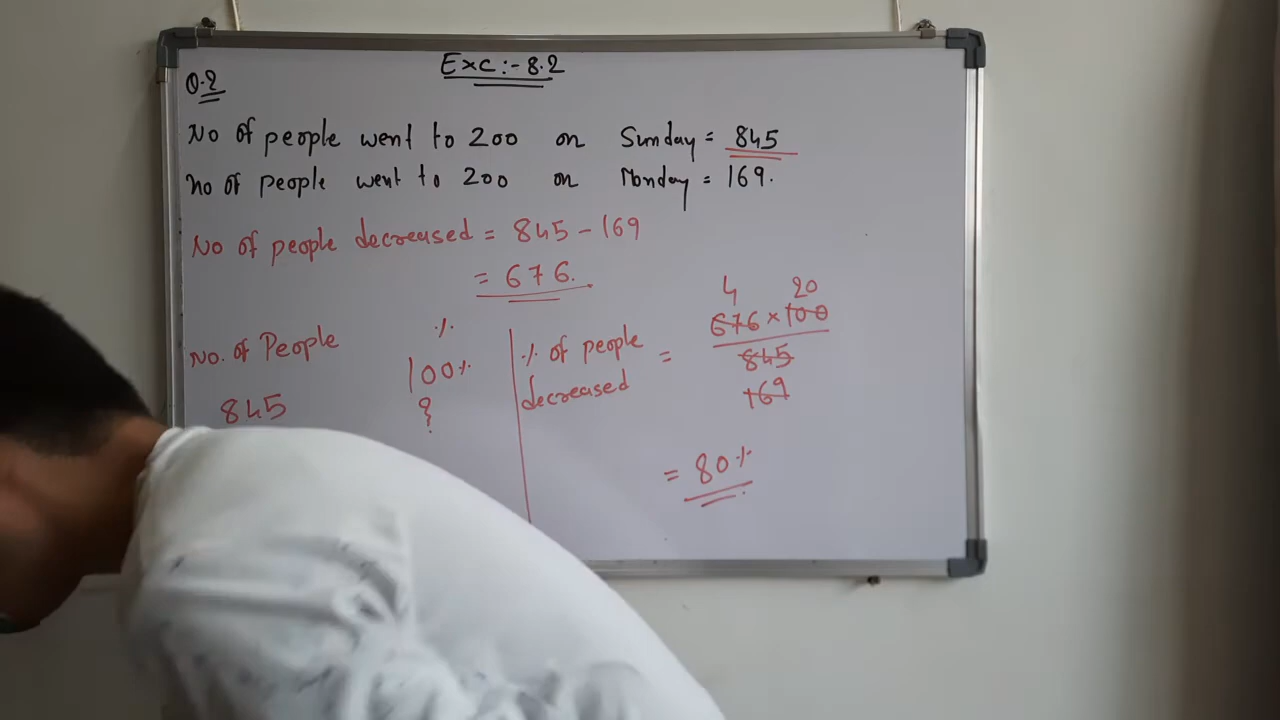 Exc:- 8.2
Q.2
No of people went to 200 on Sunday = 845
No of people went to 200 on Monday = 169.
No of people decreased = 845 - 169
= 676.
No. of People %
100%
845 ?
% of people decreased = 676 × 100
845
4 20
169
= 80%